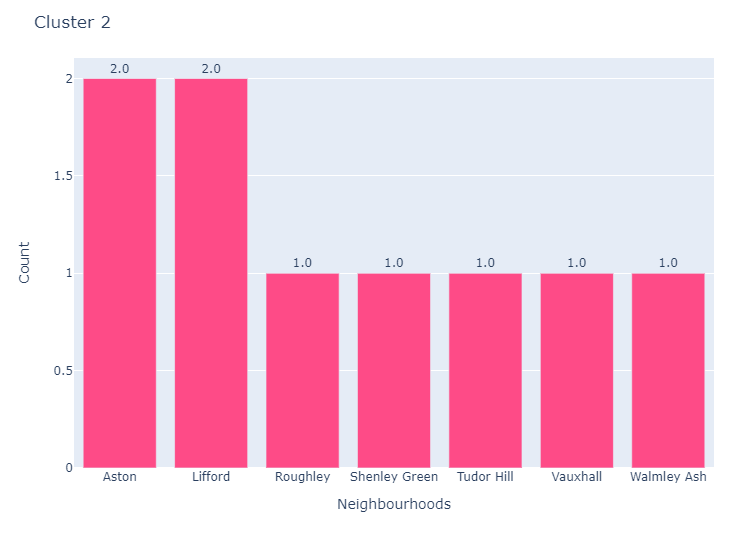 Cluster 2
2.0 2.0
2
1.5
Count
1.0 1.0 1.0 1.0 1.0
1
0.5
0
Aston Lifford Roughley Shenley Green Tudor Hill Vauxhall Walmley Ash
Neighbourhoods